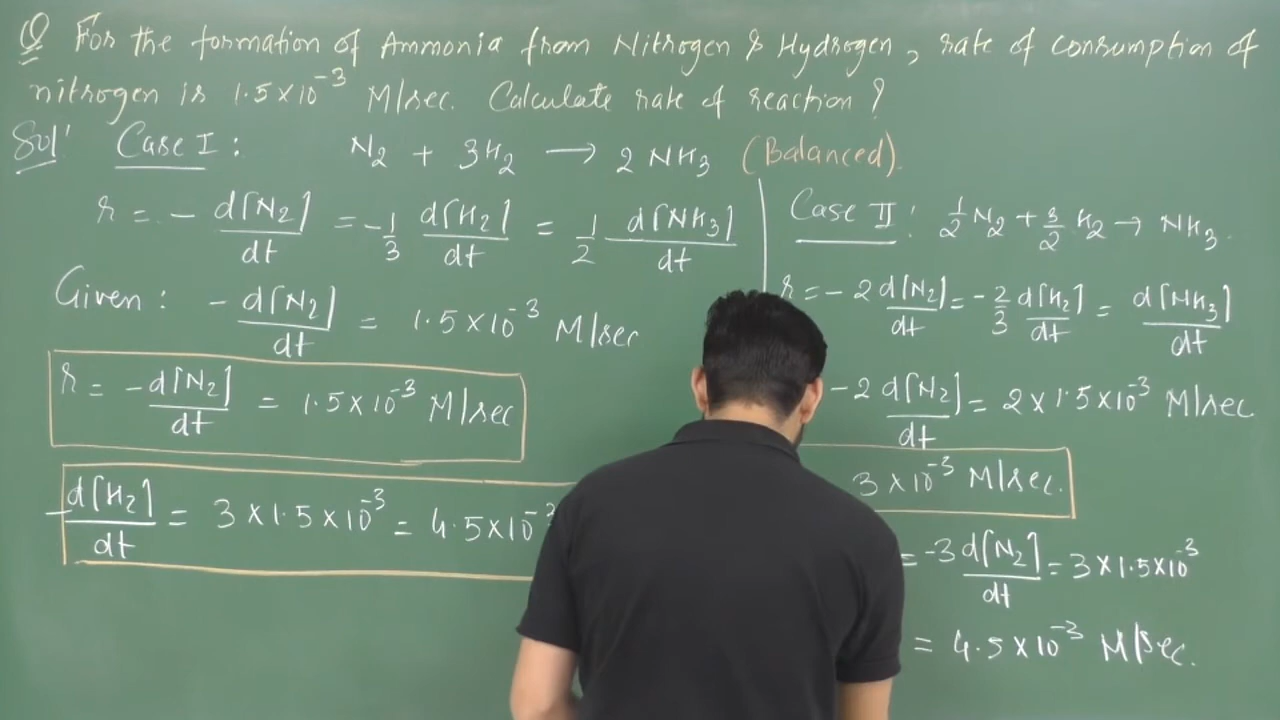 Q For the formation of Ammonia from Nitrogen & Hydrogen, rate of consumption of
nitrogen is 1.5×10⁻³ M/sec. Calculate rate of reaction?
Solⁿ Case I: N₂ + 3H₂ → 2NH₃ (Balanced).
r = - d[N₂]/dt = -1/3 d[H₂]/dt = 1/2 d[NH₃]/dt
Given: - d[N₂]/dt = 1.5×10⁻³ M/sec
r = - d[N₂]/dt = 1.5×10⁻³ M/sec
- d[H₂]/dt = 3×1.5×10⁻³ = 4.5×10⁻³
Case II: 1/2 N₂ + 3/2 H₂ → NH₃.
r = - 2 d[N₂]/dt = - 2/3 d[H₂]/dt = d[NH₃]/dt
- 2 d[N₂]/dt = 2×1.5×10⁻³ M/sec
3×10⁻³ M/sec.
= -3 d[N₂]/dt = 3×1.5×10⁻³
= 4.5×10⁻³ M/sec.